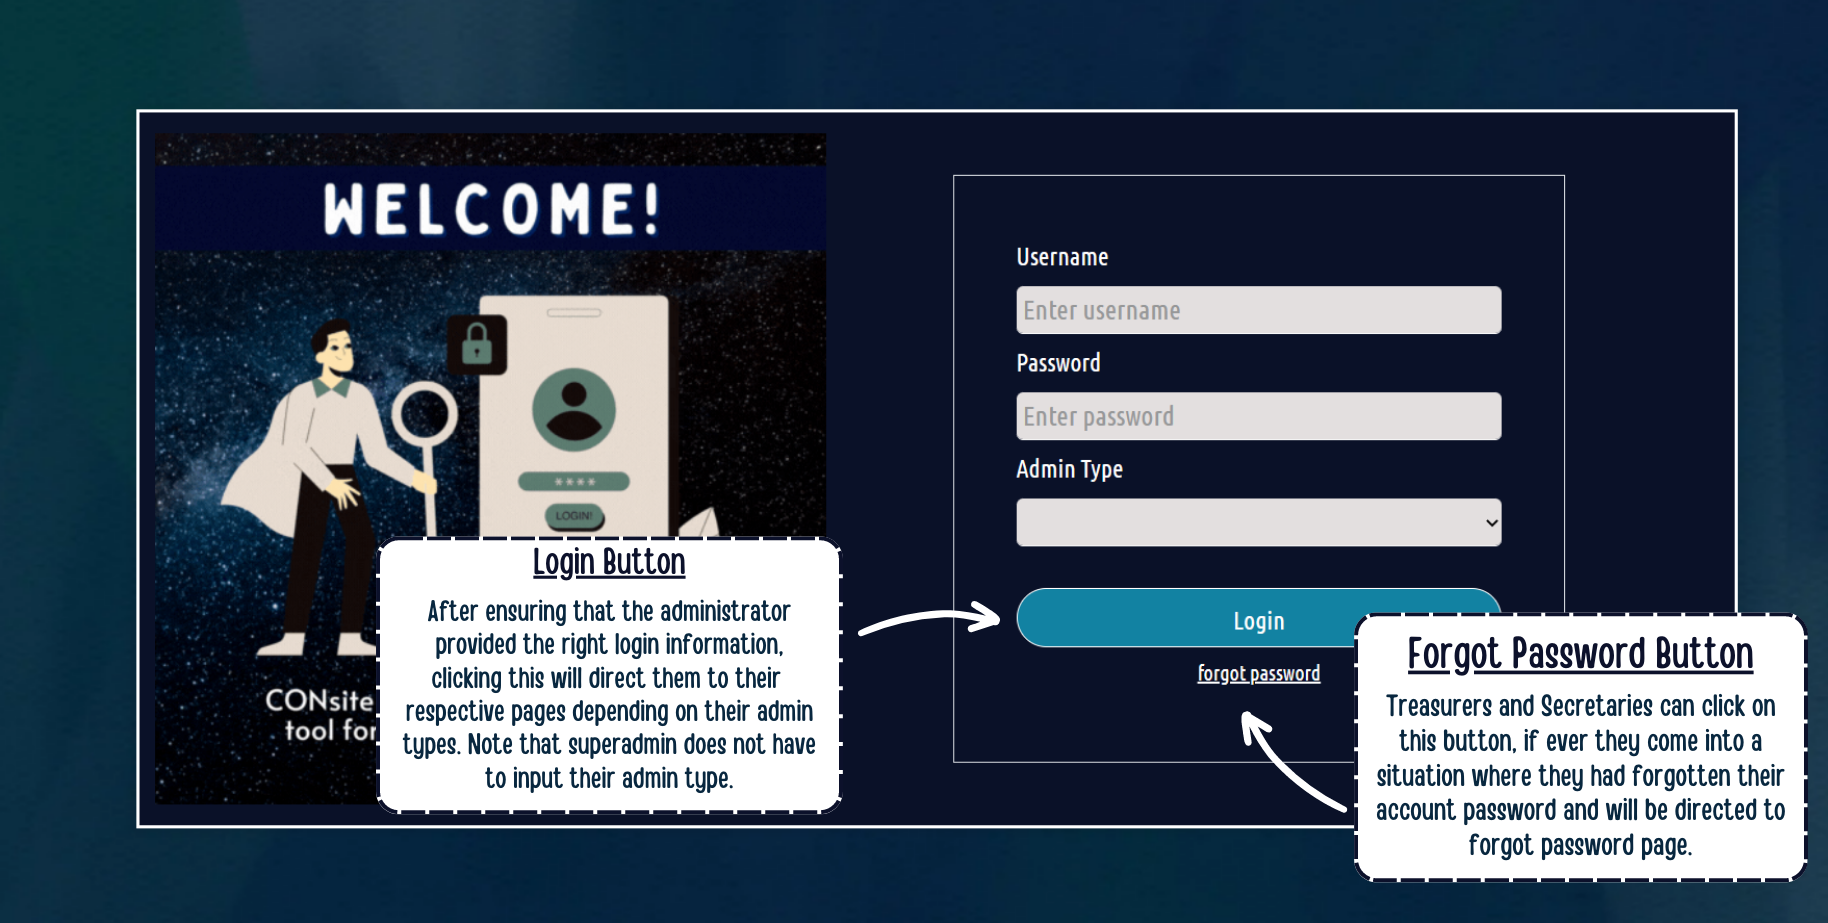 WELCOME!
****
LOGIN!
CONsite
tool for
Username
Enter username
Password
Enter password
Admin Type
Login
forgot password
Login Button
After ensuring that the administrator
provided the right login information,
clicking this will direct them to their
respective pages depending on their admin
types. Note that superadmin does not have
to input their admin type.
Forgot Password Button
Treasurers and Secretaries can click on
this button, if ever they come into a
situation where they had forgotten their
account password and will be directed to
forgot password page.